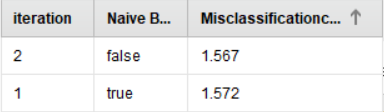 iteration Naive B... Misclassificationc... ↑
2 false 1.567
1 true 1.572